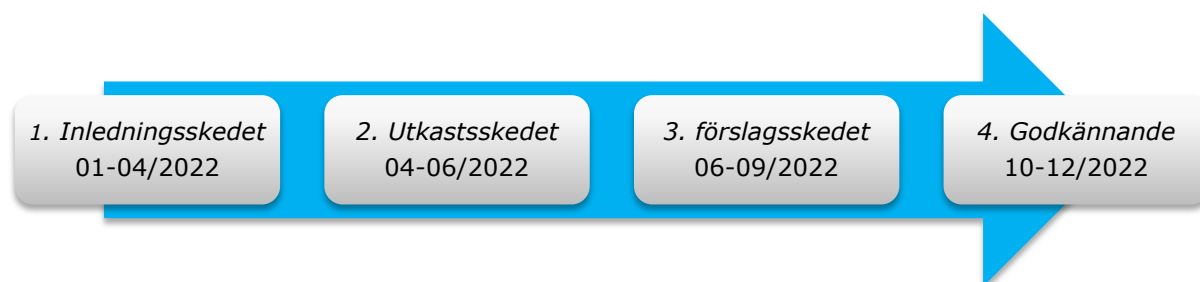 1. Inledningsskedet
01-04/2022
2. Utkastsskedet
04-06/2022
3. förslagsskedet
06-09/2022
4. Godkännande
10-12/2022